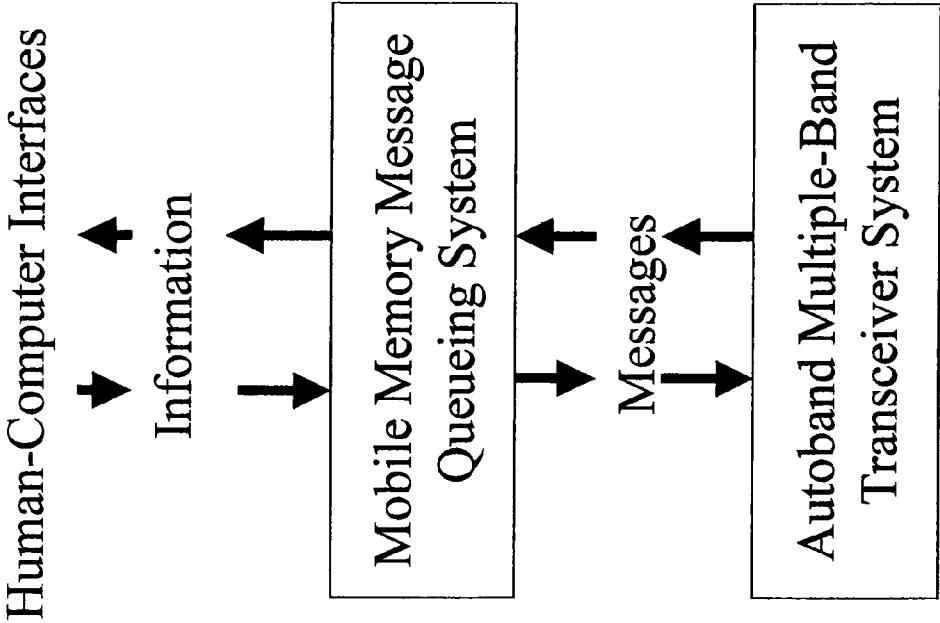 Human-Computer Interfaces
Information
Mobile Memory Message
Queueing System
Messages
Autoband Multiple-Band
Transceiver System